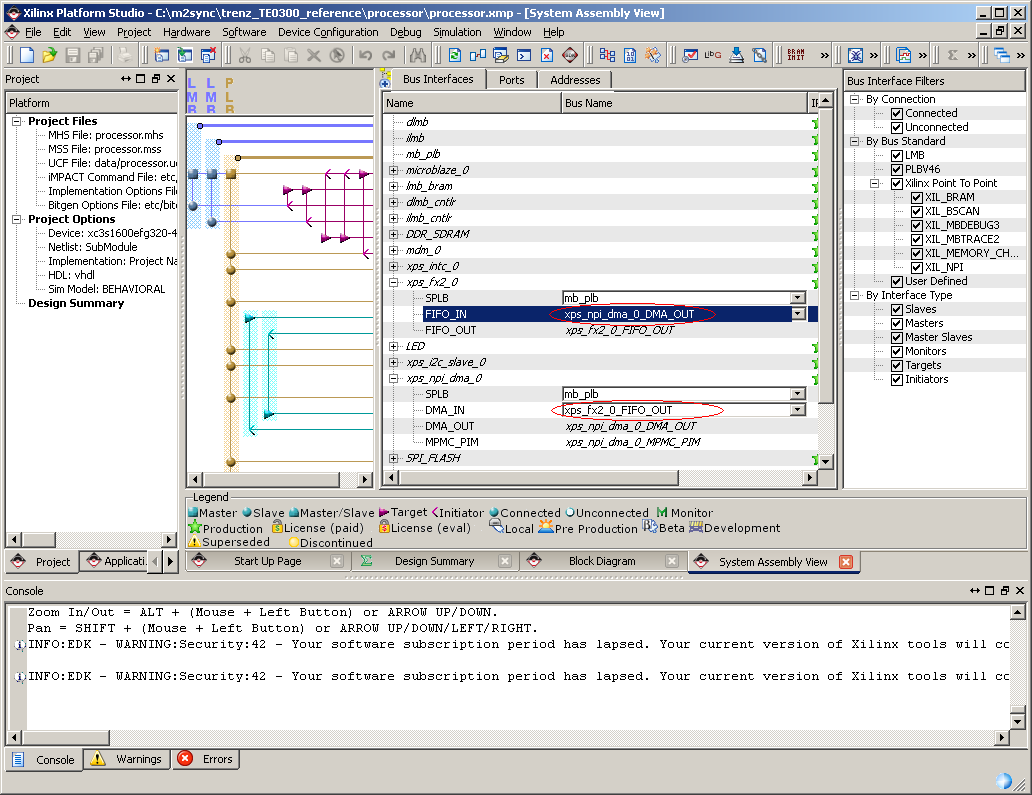 Xilinx Platform Studio - C:\m2sync\trenz_TE0300_reference\processor\processor.xmp - [System Assembly View]
File Edit View Project Hardware Software Device Configuration Debug Simulation Window Help
Project
Platform
Project Files
MHS File: processor.mhs
MSS File: processor.mss
UCF File: data/processor.uc
iMPACT Command File: etc,
Implementation Options File
Bitgen Options File: etc/bit
Project Options
Device: xc3s1600efg320-4
Netlist: SubModule
Implementation: Project Na
HDL: vhdl
Sim Model: BEHAVIORAL
Design Summary
Project
Applicati
L L P
M M L
B B B
Bus Interfaces Ports Addresses
Name Bus Name IP
dlmb
ilmb
mb_plb
microblaze_0
lmb_bram
dlmb_cntlr
ilmb_cntlr
DDR_SDRAM
mdm_0
xps_intc_0
xps_fx2_0
SPLB mb_plb
FIFO_IN xps_npi_dma_0_DMA_OUT
FIFO_OUT xps_fx2_0_FIFO_OUT
LED
xps_i2c_slave_0
xps_npi_dma_0
SPLB mb_plb
DMA_IN xps_fx2_0_FIFO_OUT
DMA_OUT xps_npi_dma_0_DMA_OUT
MPMC_PIM xps_npi_dma_0_MPMC_PIM
SPI_FLASH
Bus Interface Filters
By Connection
Connected
Unconnected
By Bus Standard
LMB
PLBV46
Xilinx Point To Point
XIL_BRAM
XIL_BSCAN
XIL_MBDEBUG3
XIL_MBTRACE2
XIL_MEMORY_CH...
XIL_NPI
User Defined
By Interface Type
Slaves
Masters
Master Slaves
Monitors
Targets
Initiators
Legend
Master Slave Master/Slave Target Initiator Connected Unconnected M Monitor
Production License (paid) License (eval) Local Pre Production Beta Development
Superseded Discontinued
Start Up Page Design Summary Block Diagram System Assembly View
Console
Zoom In/Out = ALT + (Mouse + Left Button) or ARROW UP/DOWN.
Pan = SHIFT + (Mouse + Left Button) or ARROW UP/DOWN/LEFT/RIGHT.
INFO:EDK - WARNING:Security:42 - Your software subscription period has lapsed. Your current version of Xilinx tools will co
INFO:EDK - WARNING:Security:42 - Your software subscription period has lapsed. Your current version of Xilinx tools will co
Console Warnings Errors